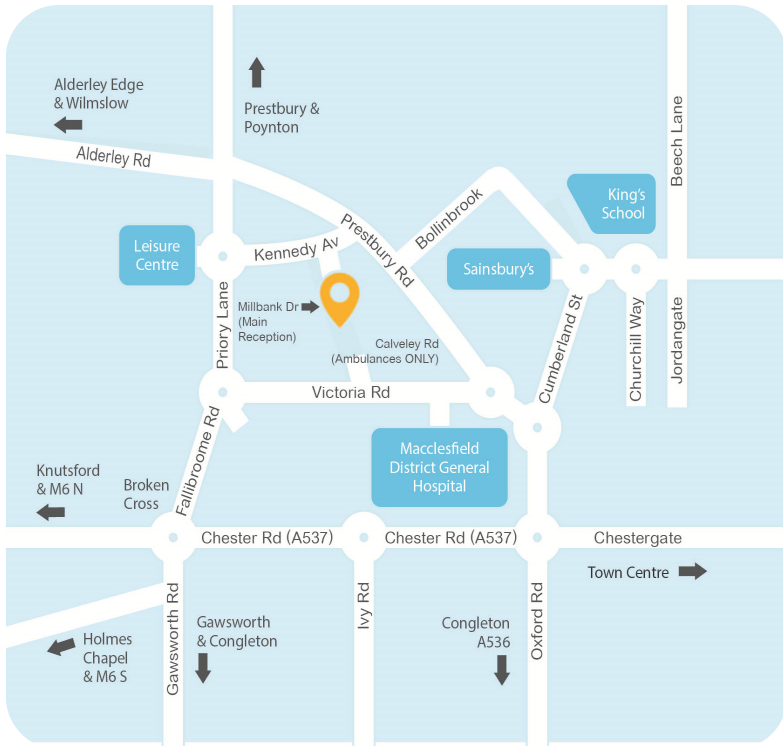 Alderley Edge
& Wilmslow
Prestbury &
Poynton
Alderley Rd
Beech Lane
King's
School
Bollinbrook
Prestbury Rd
Leisure
Centre
Kennedy Av
Sainsbury's
Priory Lane
Millbank Dr
(Main
Reception)
Calveley Rd
(Ambulances ONLY)
Cumberland St
Churchill Way
Jordangate
Victoria Rd
Fallibroome Rd
Macclesfield
District General
Hospital
Knutsford
& M6 N
Broken
Cross
Chester Rd (A537)
Chester Rd (A537)
Chestergate
Town Centre
Gawsworth Rd
Ivy Rd
Oxford Rd
Gawsworth
& Congleton
Congleton
A536
Holmes
Chapel
& M6 S